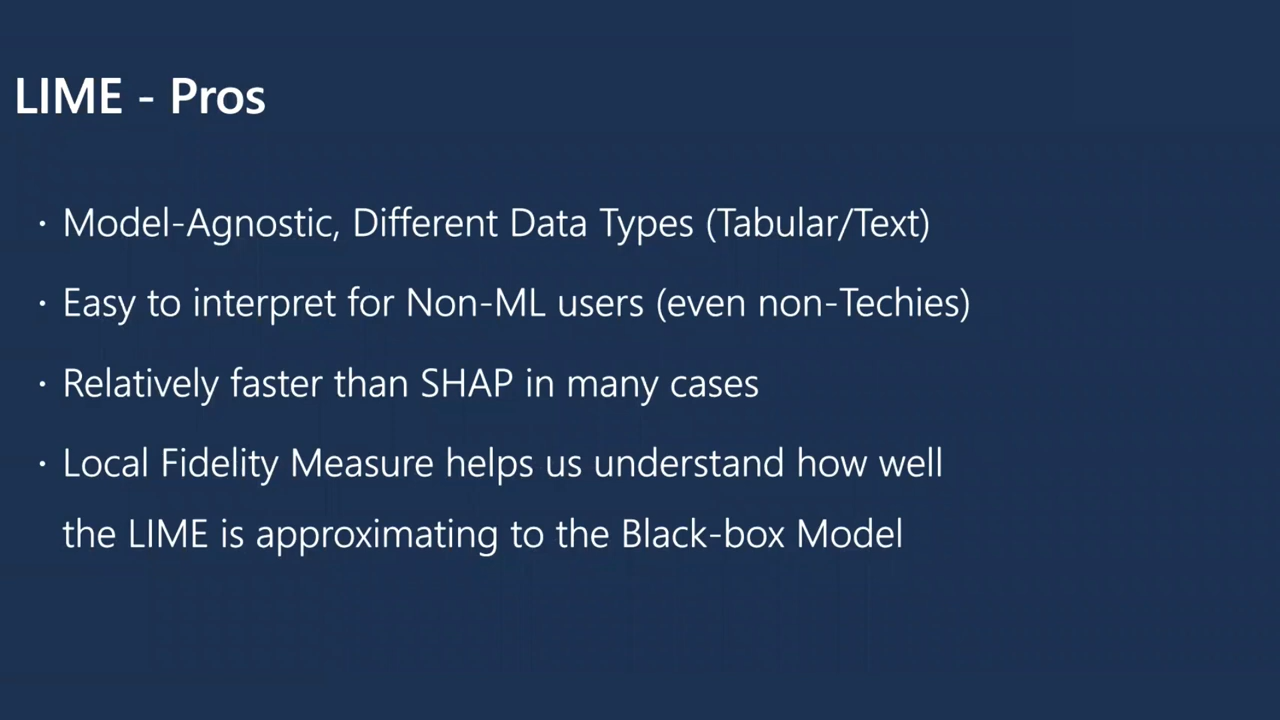 LIME - Pros
· Model-Agnostic, Different Data Types (Tabular/Text)
· Easy to interpret for Non-ML users (even non-Techies)
· Relatively faster than SHAP in many cases
· Local Fidelity Measure helps us understand how well
the LIME is approximating to the Black-box Model